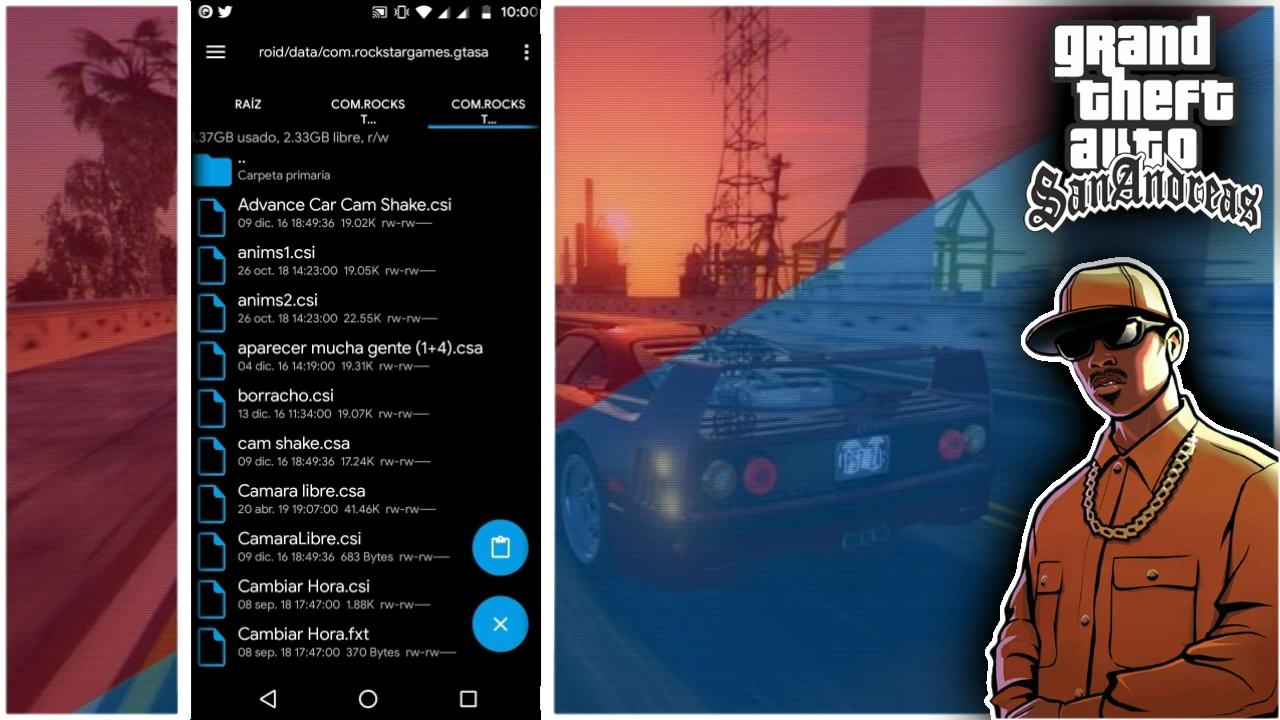 10:00
roid/data/com.rockstargames.gtasa
RAÍZ
COM.ROCKS
T...
COM.ROCKS
T...
.37GB usado, 2.33GB libre, r/w
..
Carpeta primaria
Advance Car Cam Shake.csi
09 dic. 16 18:49:36 19.02K rw-rw—
anims1.csi
26 oct. 18 14:23:00 19.05K rw-rw—
anims2.csi
26 oct. 18 14:23:00 22.55K rw-rw—
aparecer mucha gente (1+4).csa
04 dic. 16 14:19:00 19.31K rw-rw—
borracho.csi
13 dic. 16 11:34:00 19.07K rw-rw—
cam shake.csa
09 dic. 16 18:49:36 17.24K rw-rw—
Camara libre.csa
20 abr. 19 19:07:00 41.46K rw-rw—
CamaraLibre.csi
09 dic. 16 18:49:36 683 Bytes rw-rw—
Cambiar Hora.csi
08 sep. 18 17:47:00 1.88K rw-rw—
Cambiar Hora.fxt
08 sep. 18 17:47:00 370 Bytes rw-rw—
grand
theft
auto
San Andreas